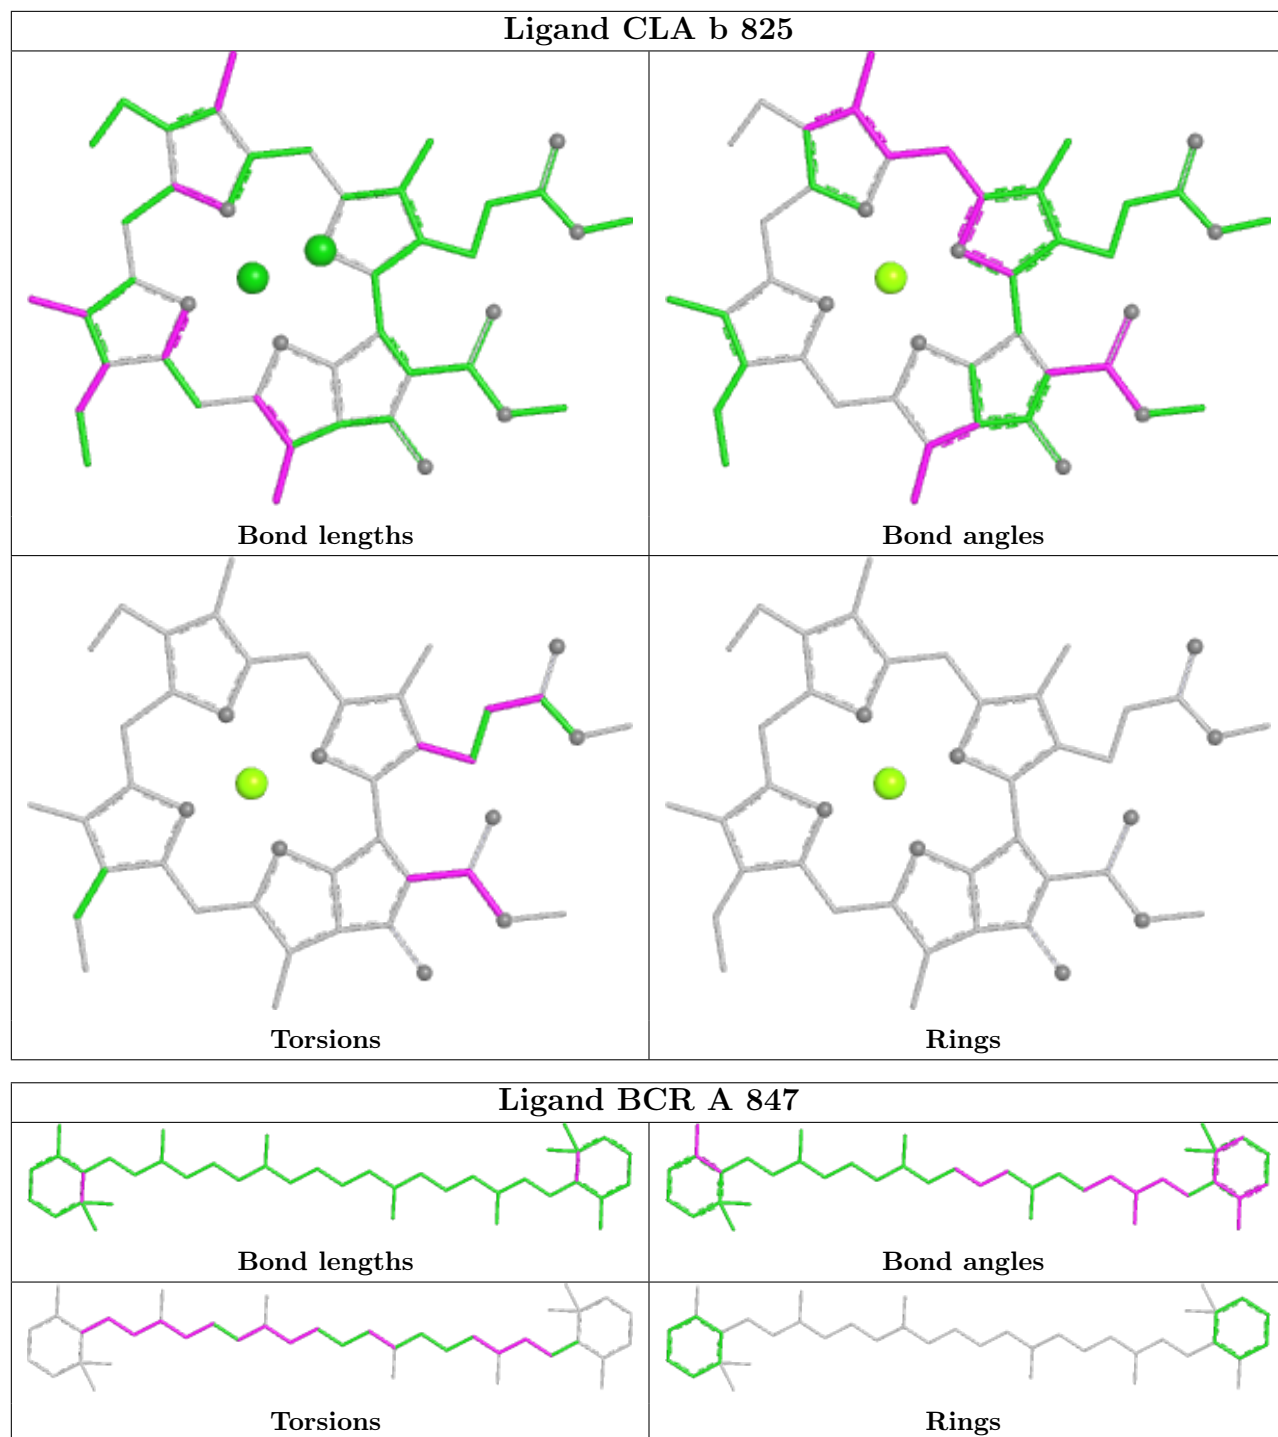 Ligand CLA b 825
Bond lengths
Bond angles
Torsions
Rings
Ligand BCR A 847
Bond lengths
Bond angles
Torsions
Rings